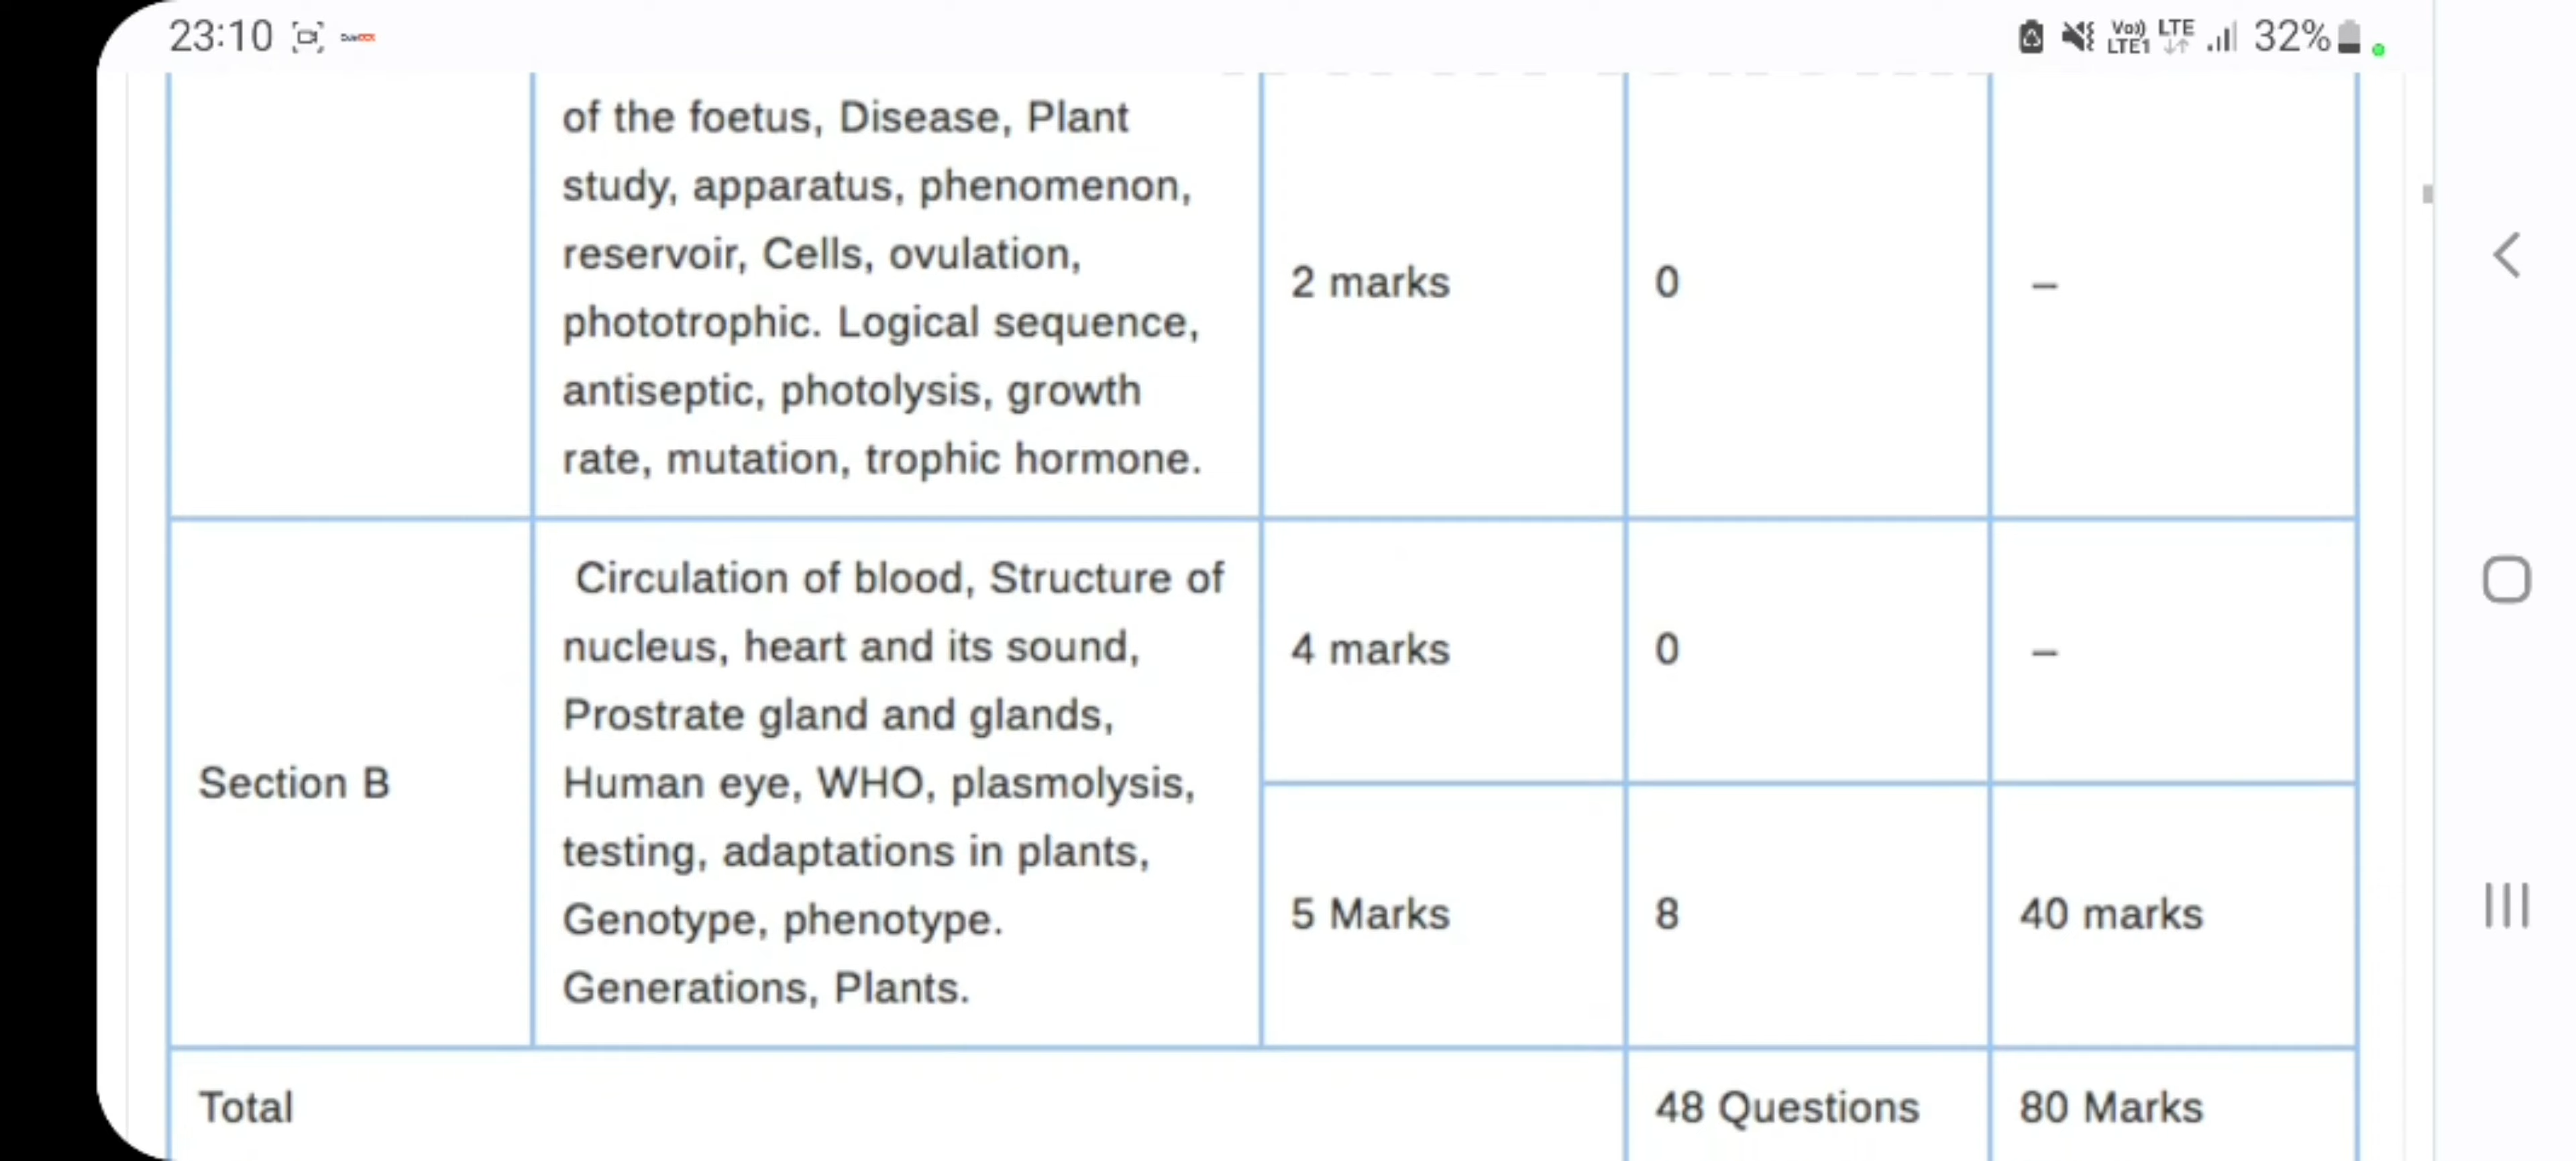 23:10
Vo)) LTE
LTE1
32%
of the foetus, Disease, Plant
study, apparatus, phenomenon,
reservoir, Cells, ovulation,
phototrophic. Logical sequence,
antiseptic, photolysis, growth
rate, mutation, trophic hormone.
2 marks
0
–
Section B
Circulation of blood, Structure of
nucleus, heart and its sound,
Prostrate gland and glands,
Human eye, WHO, plasmolysis,
testing, adaptations in plants,
Genotype, phenotype.
Generations, Plants.
4 marks
0
–
5 Marks
8
40 marks
Total
48 Questions
80 Marks